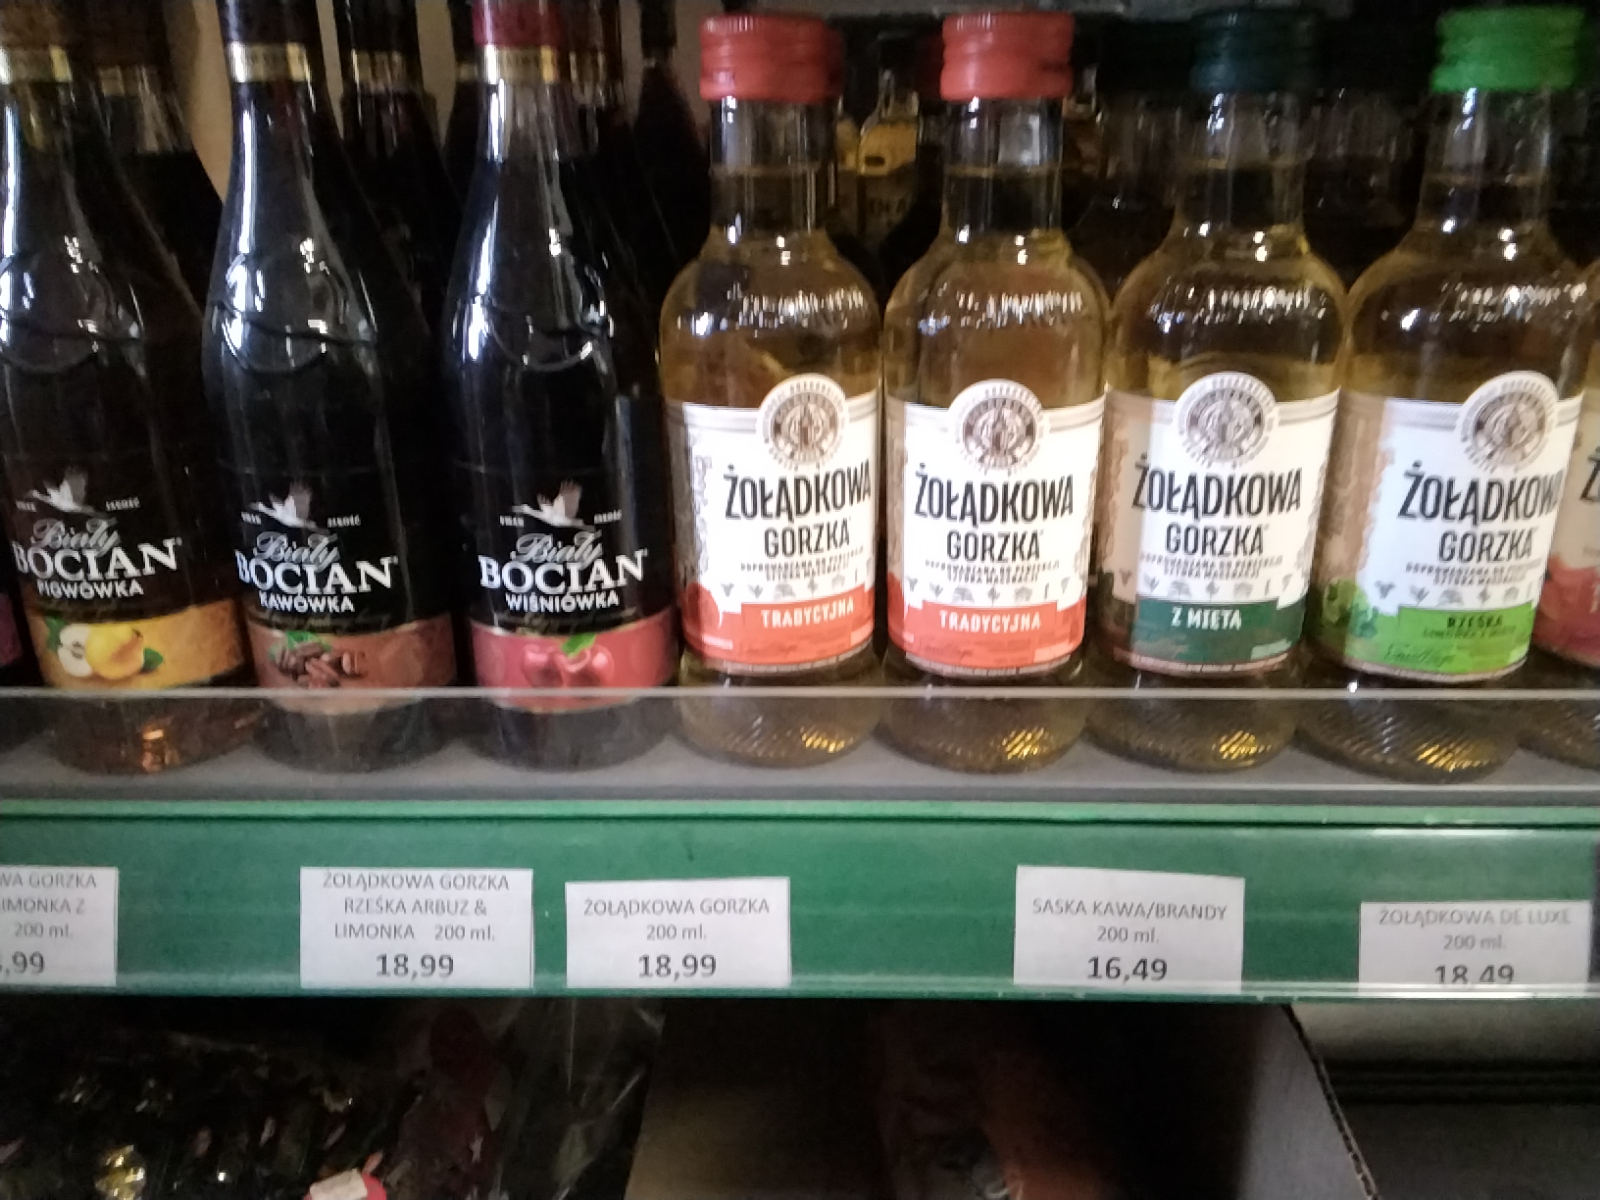 Biały
BOCIAN
PIGWÓWKA
Biały
BOCIAN
KAWÓWKA
Biały
BOCIAN
WIŚNIÓWKA
ŻOŁĄDKOWA
GORZKA
TRADYCYJNA
ŻOŁĄDKOWA
GORZKA
TRADYCYJNA
ŻOŁĄDKOWA
GORZKA
Z MIĘTĄ
ŻOŁĄDKOWA
GORZKA
RZEŚKA
WA GORZKA
IMONKA Z
200 ml.
,99
ŻOŁĄDKOWA GORZKA
RZEŚKA ARBUZ &
LIMONKA 200 ml.
18,99
ŻOŁĄDKOWA GORZKA
200 ml.
18,99
SASKA KAWA/BRANDY
200 ml.
16,49
ŻOŁĄDKOWA DE LUXE
200 ml.
18,49